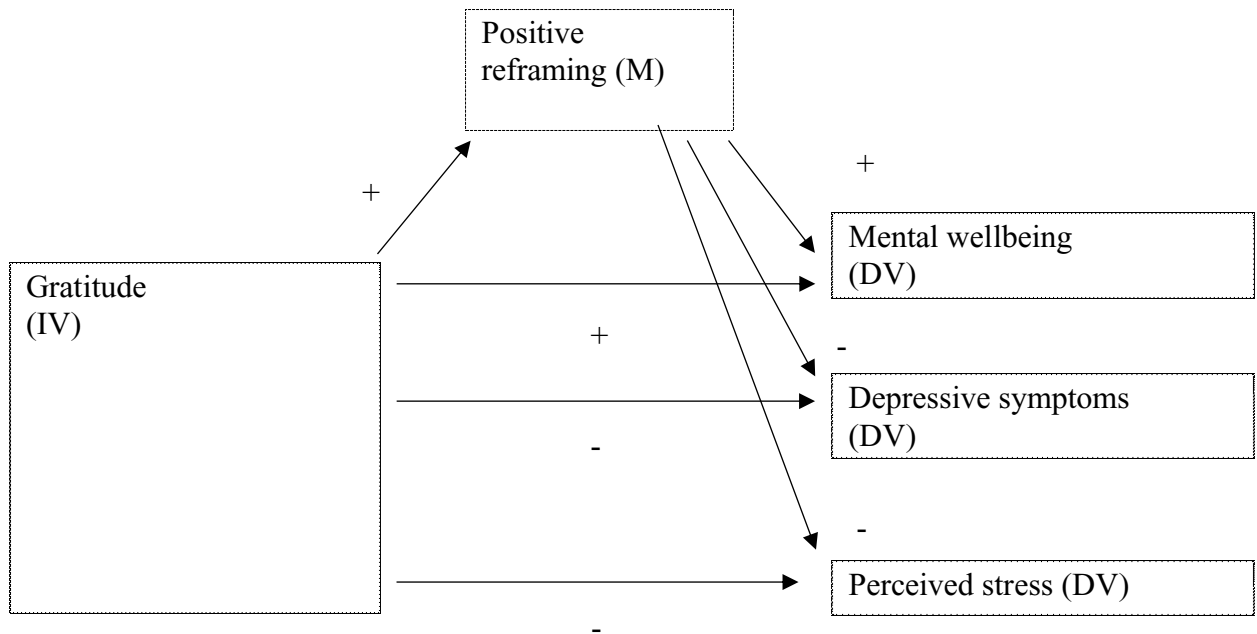 Positive
reframing (M)
+
+
Mental wellbeing
(DV)
Gratitude
(IV)
+
-
Depressive symptoms
(DV)
-
-
Perceived stress (DV)
-